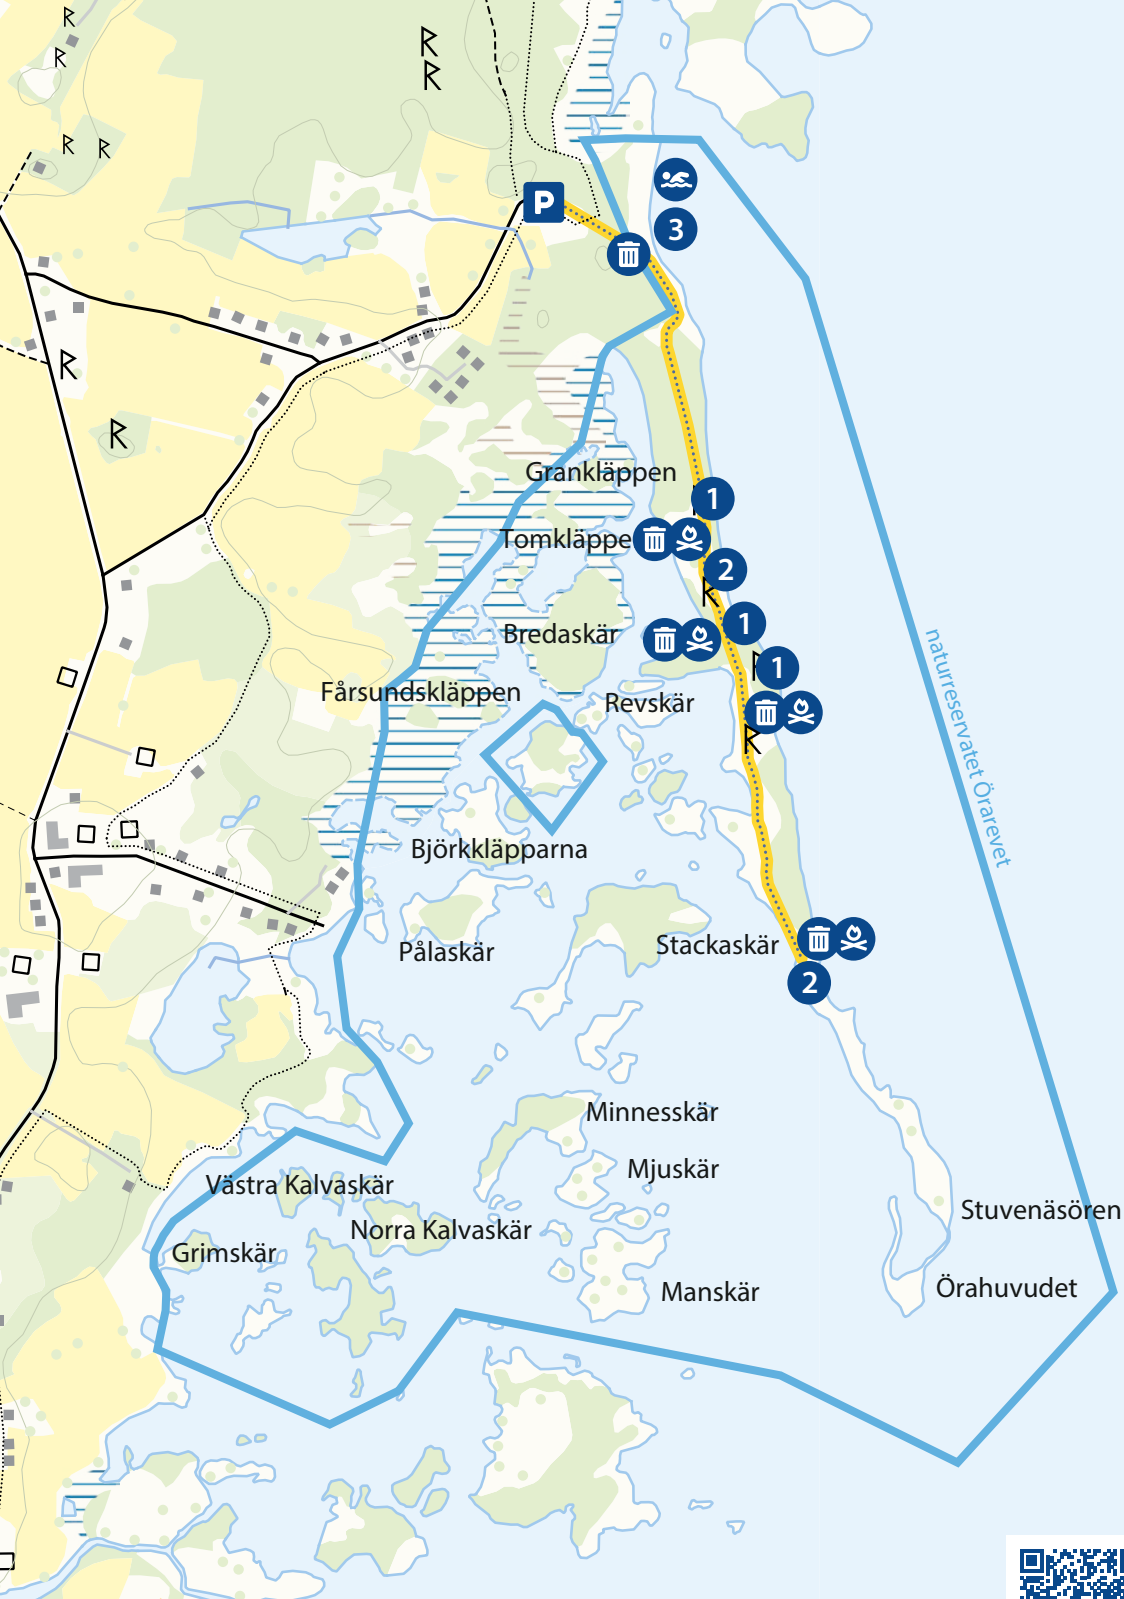 P
3
Grankläppen
1
Tomkläppe
2
Bredaskär
1
naturreservatet Örarevet
1
Fårsundskläppen
Revskär
Björkkläpparna
Pålaskär
Stackaskär
2
Minnesskär
Mjuskär
Västra Kalvaskär
Norra Kalvaskär
Stuvenäsören
Grimskär
Manskär
Örahuvudet